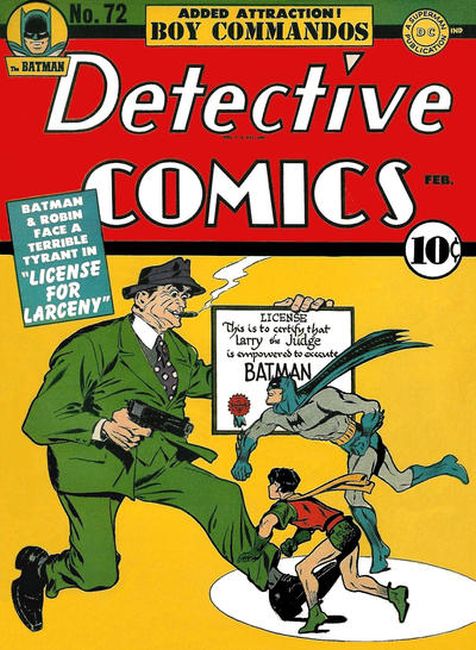 No. 72
ADDED ATTRACTION!
BOY COMMANDOS
The BATMAN
A SUPERMAN
DC
PUBLICATION
IND
Detective
COMICS
FEB.
10¢
BATMAN
& ROBIN
FACE A
TERRIBLE
TYRANT IN
"LICENSE
FOR
LARCENY"
LICENSE
This is to certify that
Larry the Judge
is empowered to execute
BATMAN